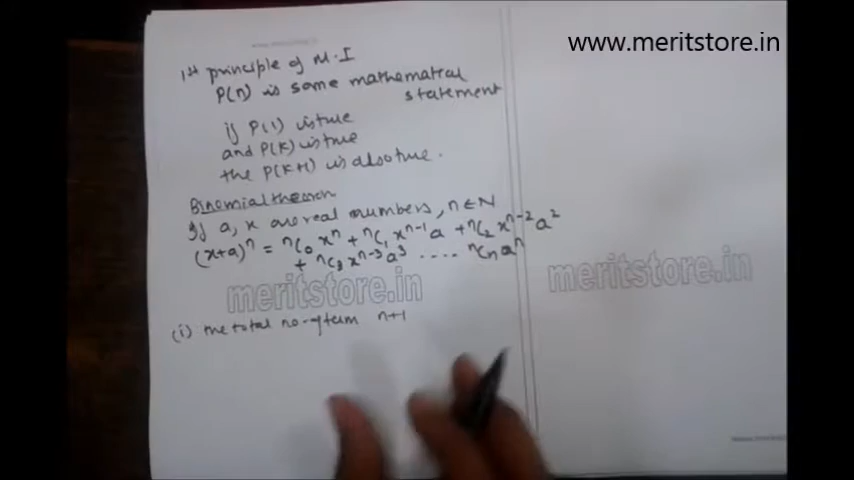 www.meritstore.in
1st principle of M.I
P(n) is some mathematical
statement
if P(1) is true
and P(K) is true
the P(K+1) is also true.
Binomial theorem
If a, x are real numbers, n ∈ N
(x+a)ⁿ = ⁿC₀ xⁿ + ⁿC₁ xⁿ⁻¹ a + ⁿC₂ xⁿ⁻² a²
+ ⁿC₃ xⁿ⁻³ a³ .... ⁿCₙ aⁿ
meritstore.in
meritstore.in
(i) the total no of term n+1